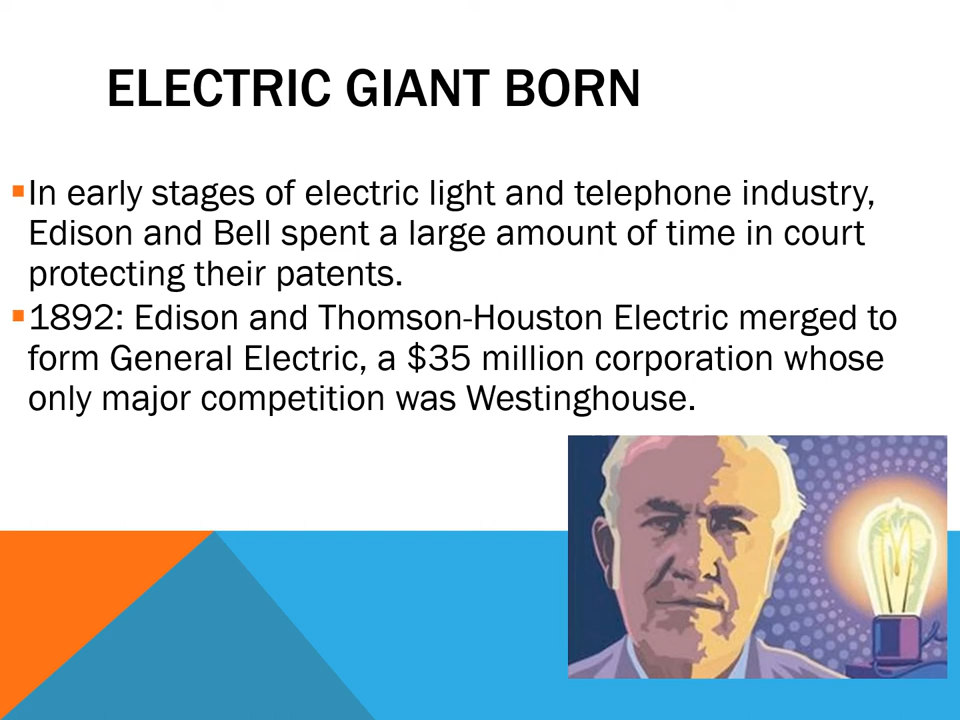 ELECTRIC GIANT BORN
In early stages of electric light and telephone industry,
Edison and Bell spent a large amount of time in court
protecting their patents.
1892: Edison and Thomson-Houston Electric merged to
form General Electric, a $35 million corporation whose
only major competition was Westinghouse.